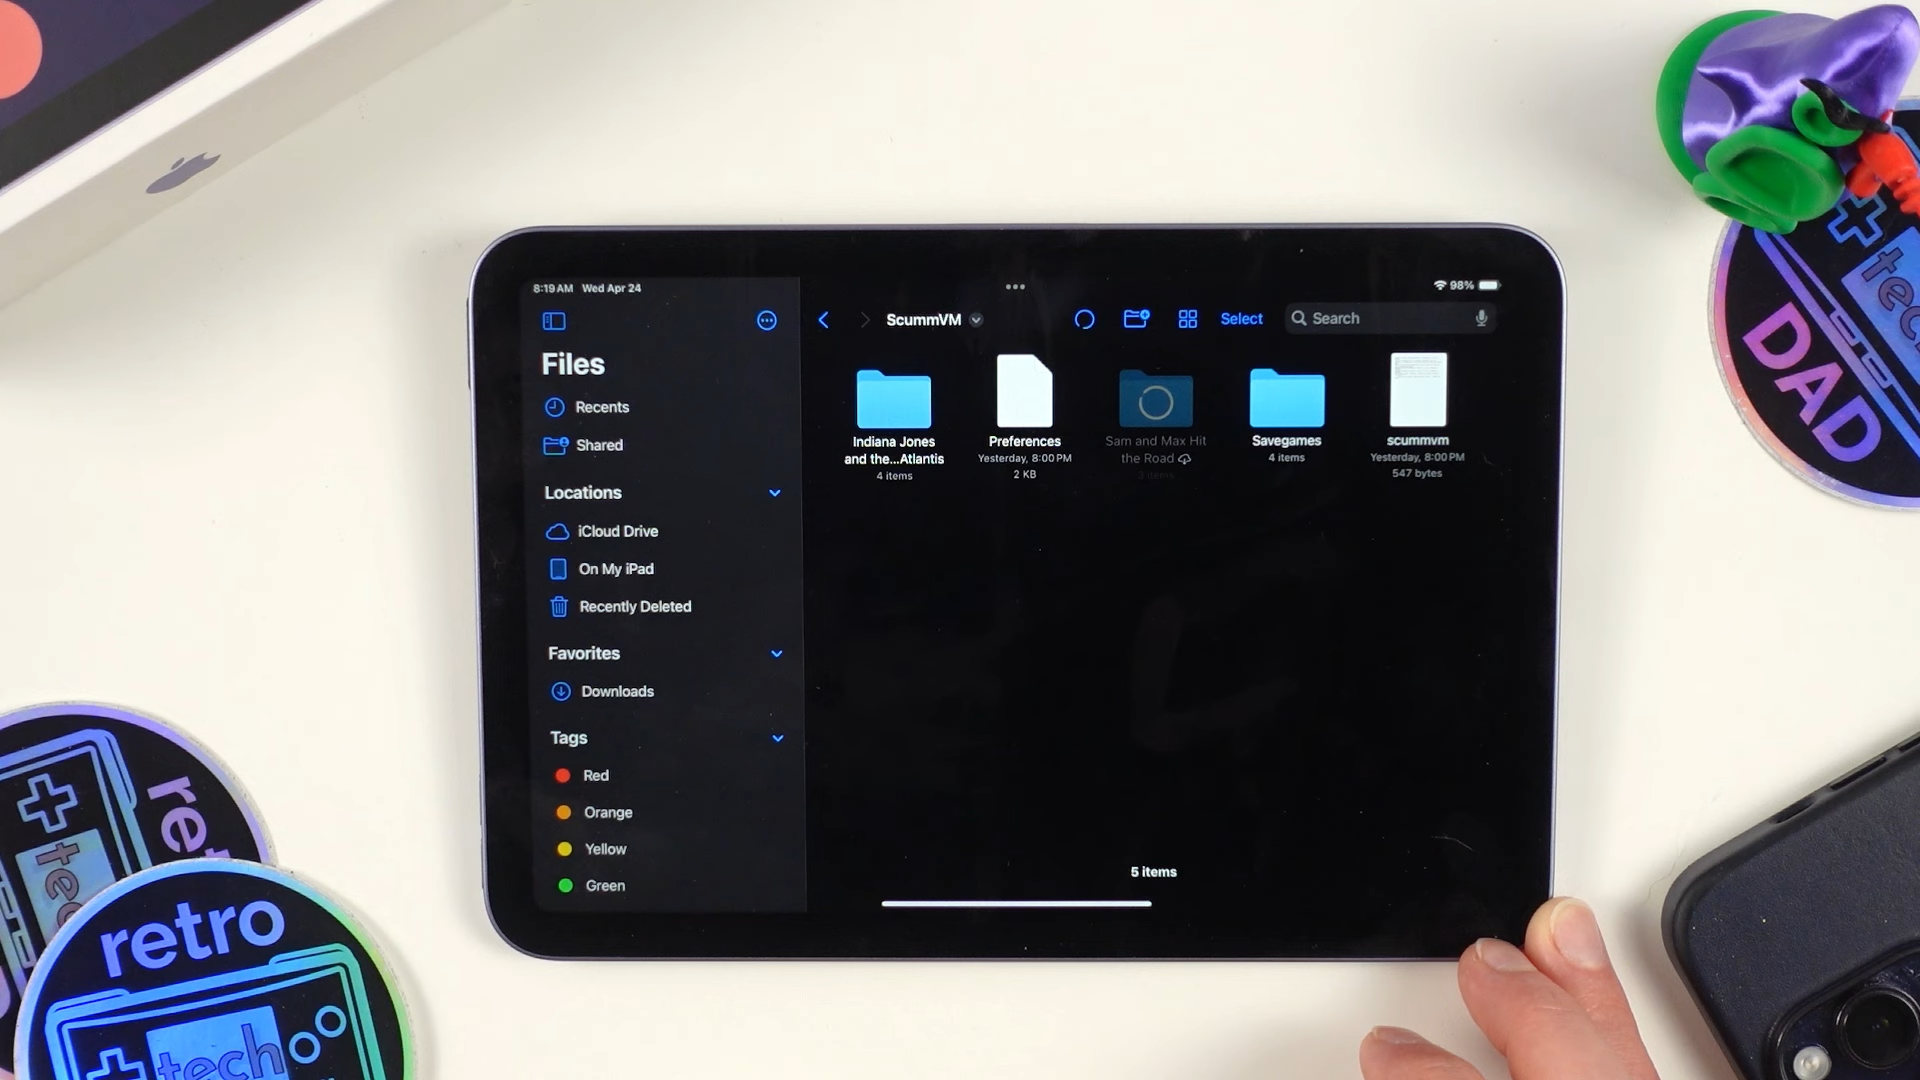 8:19 AM Wed Apr 24
98%
Files
Recents
Shared
Locations
iCloud Drive
On My iPad
Recently Deleted
Favorites
Downloads
Tags
Red
Orange
Yellow
Green
ScummVM
Select
Search
Indiana Jones
and the...Atlantis
4 items
Preferences
Yesterday, 8:00 PM
2 KB
Sam and Max Hit
the Road
3 items
Savegames
4 items
scummvm
Yesterday, 8:00 PM
547 bytes
5 items
DAD
retro
tech